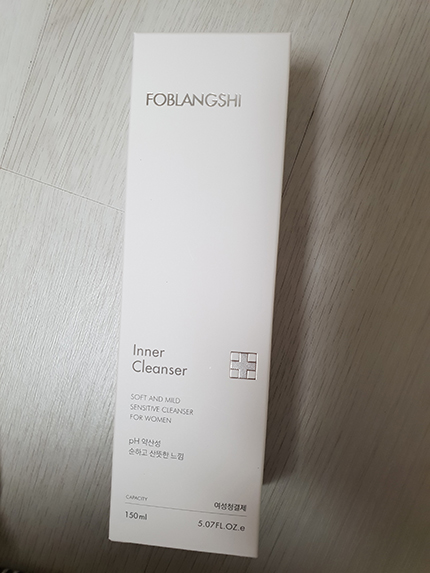 FOBLANGSHI
Inner
Cleanser
SOFT AND MILD
SENSITIVE CLEANSER
FOR WOMEN
pH 약산성
순하고 산뜻한 느낌
CAPACITY
여성청결제
150ml
5.07FL.OZ.e